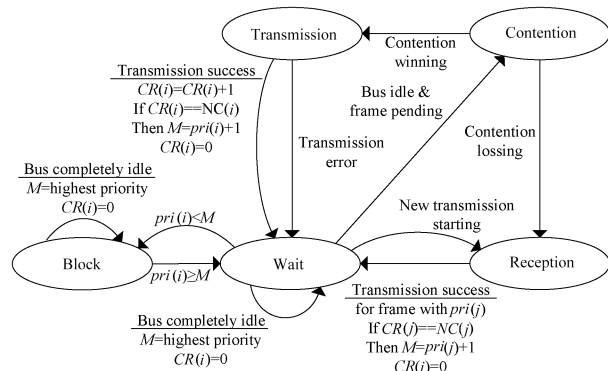 Transmission
Contention
Contention
winning
Transmission success
CR(i)=CR(i)+1
If CR(i)==NC(i)
Then M=pri(i)+1
CR(i)=0
Bus idle &
frame pending
Transmission
error
Contention
lossing
Bus completely idle
M=highest priority
CR(i)=0
pri(i)<M
New transmission
starting
Block
pri(i)≥M
Wait
Reception
Bus completely idle
M=highest priority
CR(i)=0
Transmission success
for frame with pri(j)
If CR(j)==NC(j)
Then M=pri(j)+1
CR(i)=0